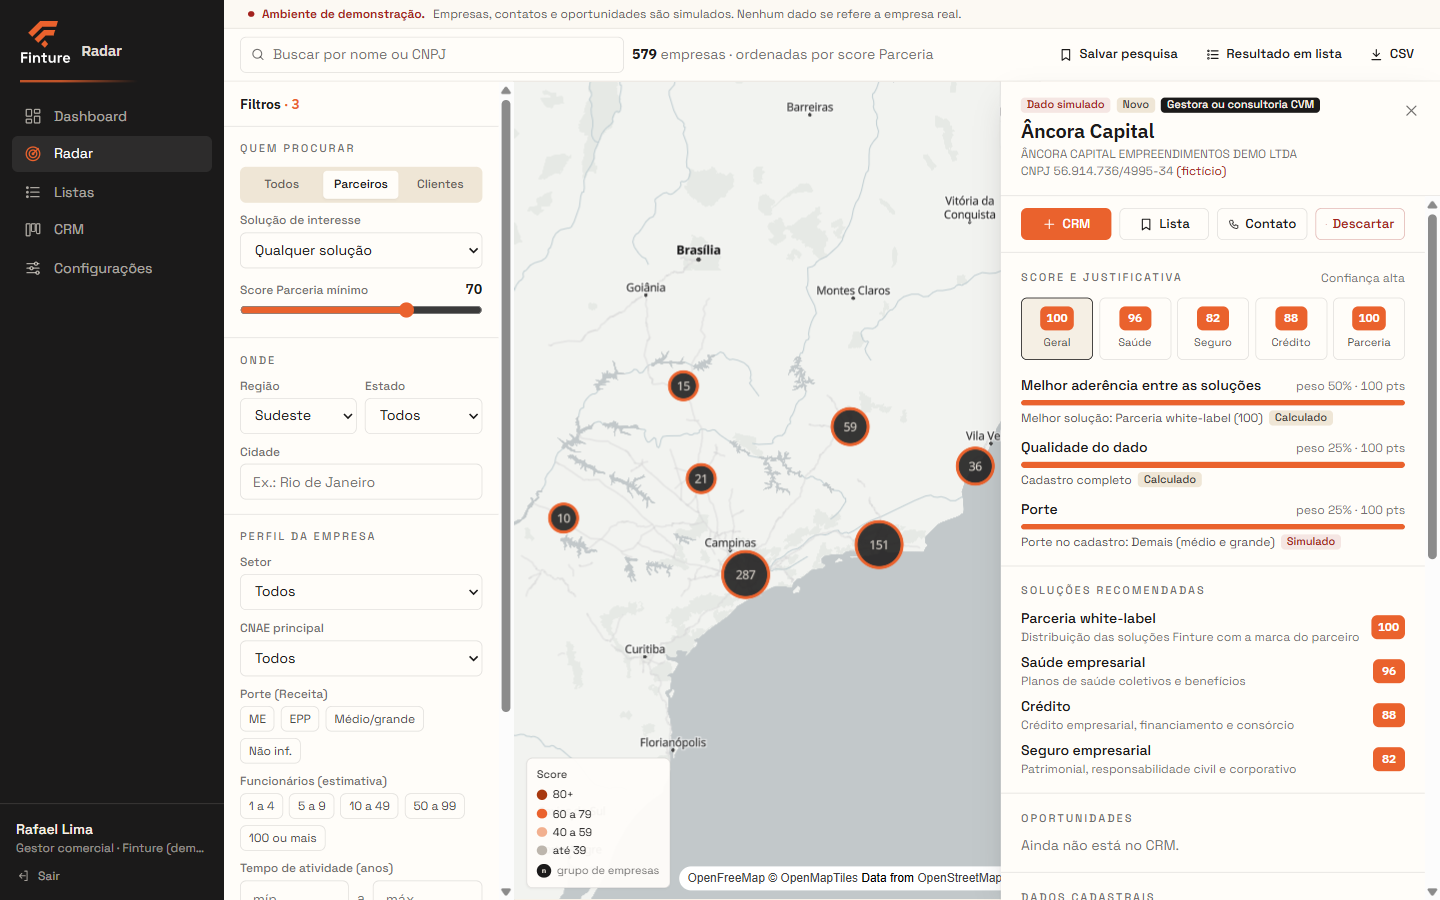 Finture Radar
Dashboard
Radar
Listas
CRM
Configurações
Rafael Lima
Gestor comercial · Finture (dem...
Sair
Ambiente de demonstração. Empresas, contatos e oportunidades são simulados. Nenhum dado se refere a empresa real.
Buscar por nome ou CNPJ
579 empresas · ordenadas por score Parceria
Salvar pesquisa
Resultado em lista
CSV
Filtros · 3
QUEM PROCURAR
Todos Parceiros Clientes
Solução de interesse
Qualquer solução
Score Parceria mínimo 70
ONDE
Região Estado
Sudeste Todos
Cidade
Ex.: Rio de Janeiro
PERFIL DA EMPRESA
Setor
Todos
CNAE principal
Todos
Porte (Receita)
ME EPP Médio/grande
Não inf.
Funcionários (estimativa)
1 a 4 5 a 9 10 a 49 50 a 99
100 ou mais
Tempo de atividade (anos)
mín. a máx.
Barreiras
Vitória da
Conquista
Brasília
Goiânia
Montes Claros
15
59
Vila Ve
36
21
10
Campinas
151
287
Curitiba
Florianópolis
Score
80+
60 a 79
40 a 59
até 39
n grupo de empresas
OpenFreeMap © OpenMapTiles Data from OpenStreetMap
Dado simulado Novo Gestora ou consultoria CVM
Âncora Capital
ÂNCORA CAPITAL EMPREENDIMENTOS DEMO LTDA
CNPJ 56.914.736/4995-34 (fictício)
CRM
Lista
Contato
Descartar
SCORE E JUSTIFICATIVA Confiança alta
100 96 82 88 100
Geral Saúde Seguro Crédito Parceria
Melhor aderência entre as soluções peso 50% · 100 pts
Melhor solução: Parceria white-label (100) Calculado
Qualidade do dado peso 25% · 100 pts
Cadastro completo Calculado
Porte peso 25% · 100 pts
Porte no cadastro: Demais (médio e grande) Simulado
SOLUÇÕES RECOMENDADAS
Parceria white-label 100
Distribuição das soluções Finture com a marca do parceiro
Saúde empresarial 96
Planos de saúde coletivos e benefícios
Crédito 88
Crédito empresarial, financiamento e consórcio
Seguro empresarial 82
Patrimonial, responsabilidade civil e corporativo
OPORTUNIDADES
Ainda não está no CRM.
DADOS CADASTRAIS